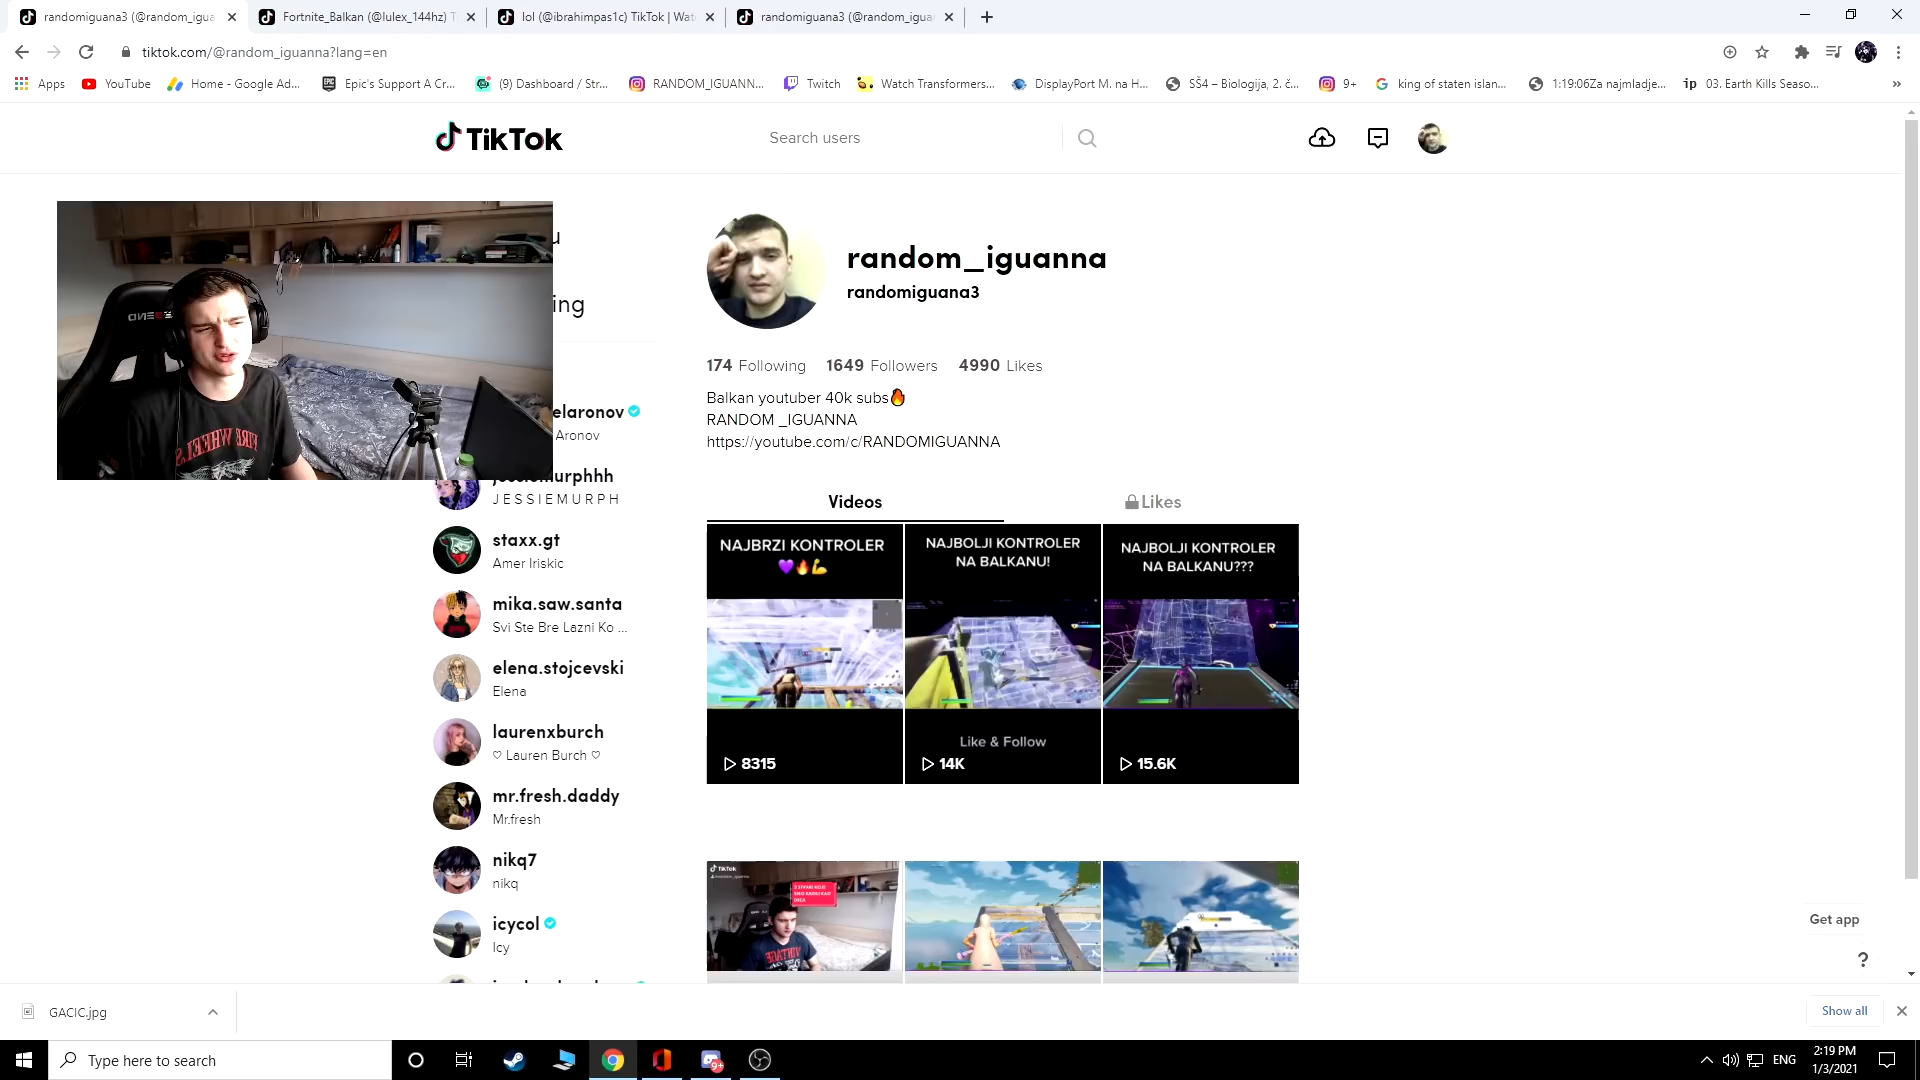 randomiguana3 (@random_igua
Fortnite_Balkan (@lulex_144hz) T
lol (@ibrahimpas1c) TikTok | Wat
randomiguana3 (@random_igua
tiktok.com/@random_iguanna?lang=en
Apps
YouTube
Home - Google Ad...
Epic's Support A Cr...
(9) Dashboard / Str...
RANDOM_IGUANN...
Twitch
Watch Transformers...
DisplayPort M. na H...
SŠ4 – Biologija, 2. č...
9+
king of staten islan...
1:19:06Za najmladje...
ip 03. Earth Kills Seaso...
»
TikTok
Search users
random_iguanna
randomiguana3
174 Following 1649 Followers 4990 Likes
Balkan youtuber 40k subs🔥
RANDOM _IGUANNA
https://youtube.com/c/RANDOMIGUANNA
u
ing
elaronov
Aronov
urphhh
J E S S I E M U R P H
staxx.gt
Amer Iriskic
mika.saw.santa
Svi Ste Bre Lazni Ko ...
elena.stojcevski
Elena
laurenxburch
♡ Lauren Burch ♡
mr.fresh.daddy
Mr.fresh
nikq7
nikq
icycol
Icy
Videos
Likes
NAJBRZI KONTROLER
💜🔥💪
8315
NAJBOLJI KONTROLER
NA BALKANU!
Like & Follow
14K
NAJBOLJI KONTROLER
NA BALKANU???
15.6K
TikTok
Get app
?
GACIC.jpg
Show all
Type here to search
9+
ENG
2:19 PM
1/3/2021